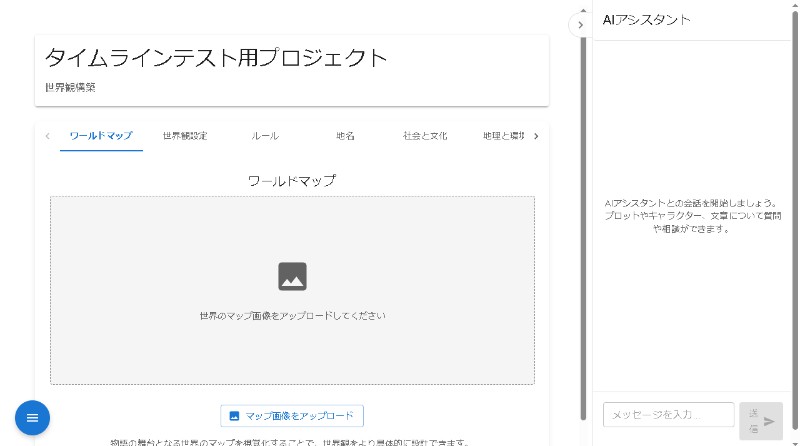 タイムラインテスト用プロジェクト
世界観構築
ワールドマップ
世界観設定
ルール
地名
社会と文化
地理と環境
ワールドマップ
世界のマップ画像をアップロードしてください
マップ画像をアップロード
物語の舞台となる世界のマップを視覚化することで、世界観をより具体的に設計できます。
AIアシスタント
AIアシスタントとの会話を開始しましょう。
プロットやキャラクター、文章について質問
や相談ができます。
メッセージを入力...
送
信